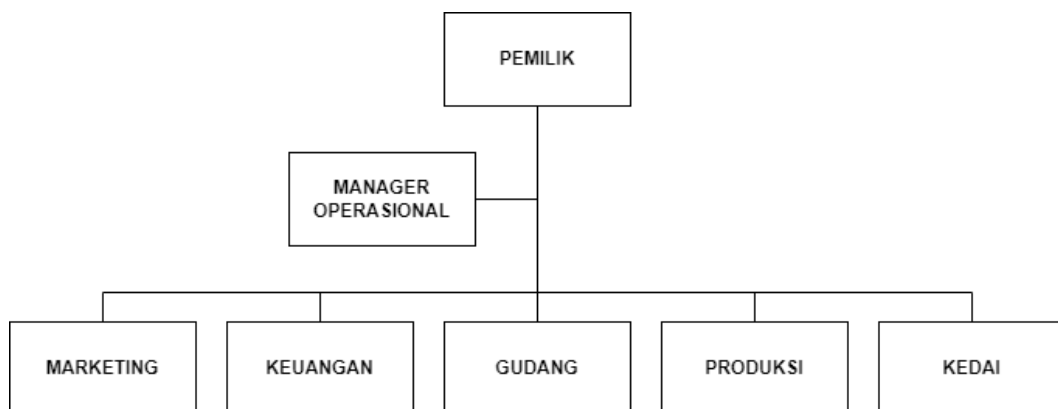 PEMILIK
MANAGER
OPERASIONAL
MARKETING
KEUANGAN
GUDANG
PRODUKSI
KEDAI